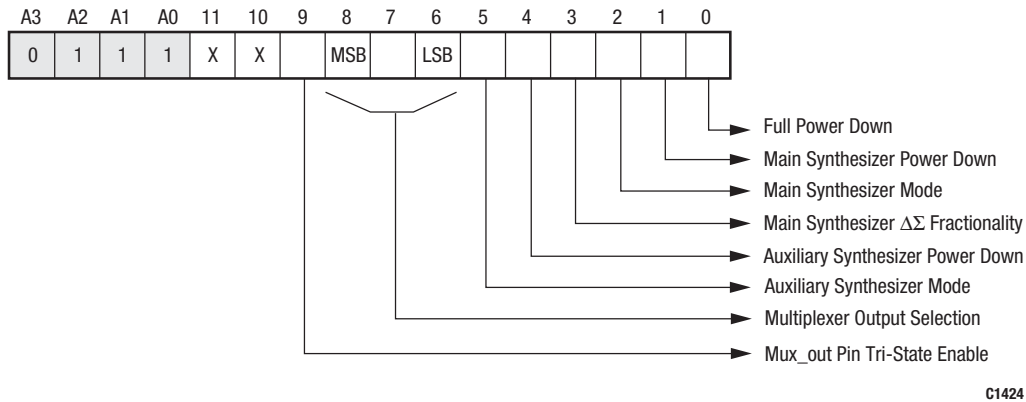 A3 A2 A1 A0 11 10 9 8 7 6 5 4 3 2 1 0
0 1 1 1 X X MSB LSB
Full Power Down
Main Synthesizer Power Down
Main Synthesizer Mode
Main Synthesizer ΔΣ Fractionality
Auxiliary Synthesizer Power Down
Auxiliary Synthesizer Mode
Multiplexer Output Selection
Mux_out Pin Tri-State Enable
C1424